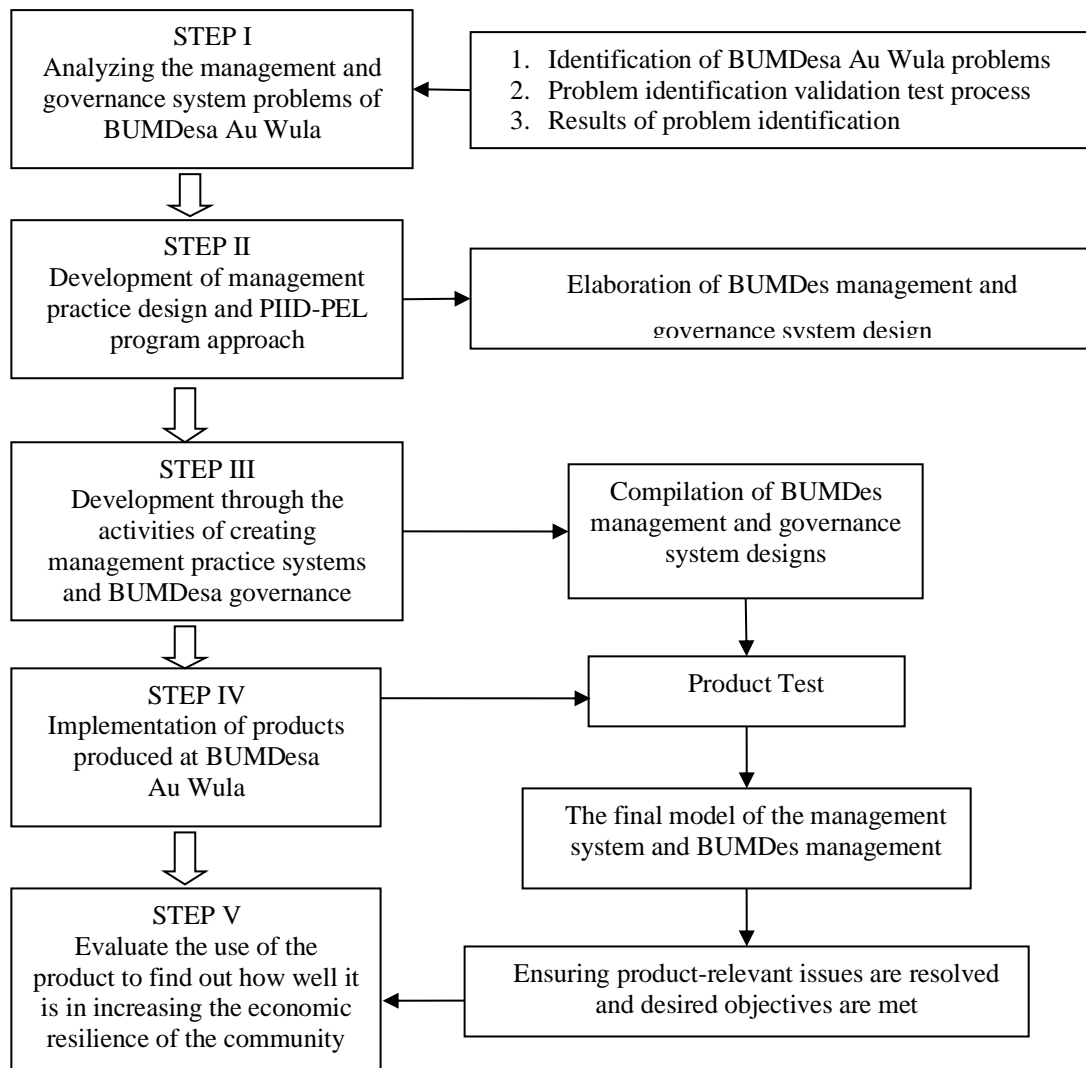 STEP I
Analyzing the management and
governance system problems of
BUMDesa Au Wula
1. Identification of BUMDesa Au Wula problems
2. Problem identification validation test process
3. Results of problem identification
STEP II
Development of management
practice design and PIID-PEL
program approach
Elaboration of BUMDes management and
governance system design
STEP III
Development through the
activities of creating
management practice systems
and BUMDesa governance
Compilation of BUMDes
management and governance
system designs
STEP IV
Implementation of products
produced at BUMDesa
Au Wula
Product Test
The final model of the management
system and BUMDes management
STEP V
Evaluate the use of the
product to find out how well it
is in increasing the economic
resilience of the community
Ensuring product-relevant issues are resolved
and desired objectives are met